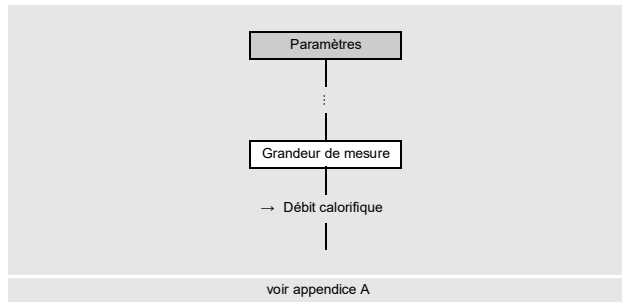 Paramètres
⋮
Grandeur de mesure
→ Débit calorifique
voir appendice A